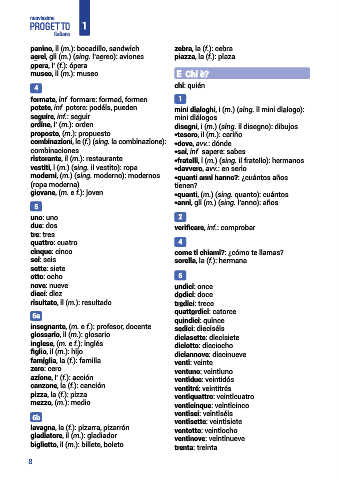 nuovissimo
PROGETTO
italiano
1
panino, il (m.): bocadillo, sandwich
aerei, gli (m.) (sing. l'aereo): aviones
opera, l' (f.): ópera
museo, il (m.): museo
4
formate, inf formare: formad, formen
potete, inf potere: podéis, pueden
seguire, inf.: seguir
ordine, l' (m.): orden
proposto, (m.): propuesto
combinazioni, le (f.) (sing. la combinazione):
combinaciones
ristorante, il (m.): restaurante
vestiti, i (m.) (sing. il vestito): ropa
moderni, (m.) (sing. moderno): modernos
(ropa moderna)
giovane, (m. e f.): joven
5
uno: uno
due: dos
tre: tres
quattro: cuatro
cinque: cinco
sei: seis
sette: siete
otto: ocho
nove: nueve
dieci: diez
risultato, il (m.): resultado
6a
insegnante, (m. e f.): profesor, docente
glossario, il (m.): glosario
inglese, (m. e f.): inglés
figlio, il (m.): hijo
famiglia, la (f.): familia
zero: cero
azione, l' (f.): acción
canzone, la (f.): canción
pizza, la (f.): pizza
mezzo, (m.): medio
6b
lavagna, la (f.): pizarra, pizarrón
gladiatore, il (m.): gladiador
biglietto, il (m.): billete, boleto
zebra, la (f.): cebra
piazza, la (f.): plaza
E Chi è?
chi: quién
1
mini dialoghi, i (m.) (sing. il mini dialogo):
mini diálogos
disegni, i (m.) (sing. il disegno): dibujos
•tesoro, il (m.): cariño
•dove, avv.: dónde
•sai, inf sapere: sabes
•fratelli, i (m.) (sing. il fratello): hermanos
•davvero, avv.: en serio
•quanti anni hanno?: ¿cuántos años
tienen?
•quanti, (m.) (sing. quanto): cuántos
•anni, gli (m.) (sing. l'anno): años
2
verificare, inf.: comprobar
4
come ti chiami?: ¿cómo te llamas?
sorella, la (f.): hermana
5
undici: once
dodici: doce
tredici: trece
quattordici: catorce
quindici: quince
sedici: dieciséis
diciassette: diecisiete
diciotto: dieciocho
diciannove: diecinueve
venti: veinte
ventuno: veintiuno
ventidue: veintidós
ventitré: veintitrés
ventiquattro: veinticuatro
venticinque: veinticinco
ventisei: veintiséis
ventisette: veintisiete
ventotto: veintiocho
ventinove: veintinueve
trenta: treinta
8